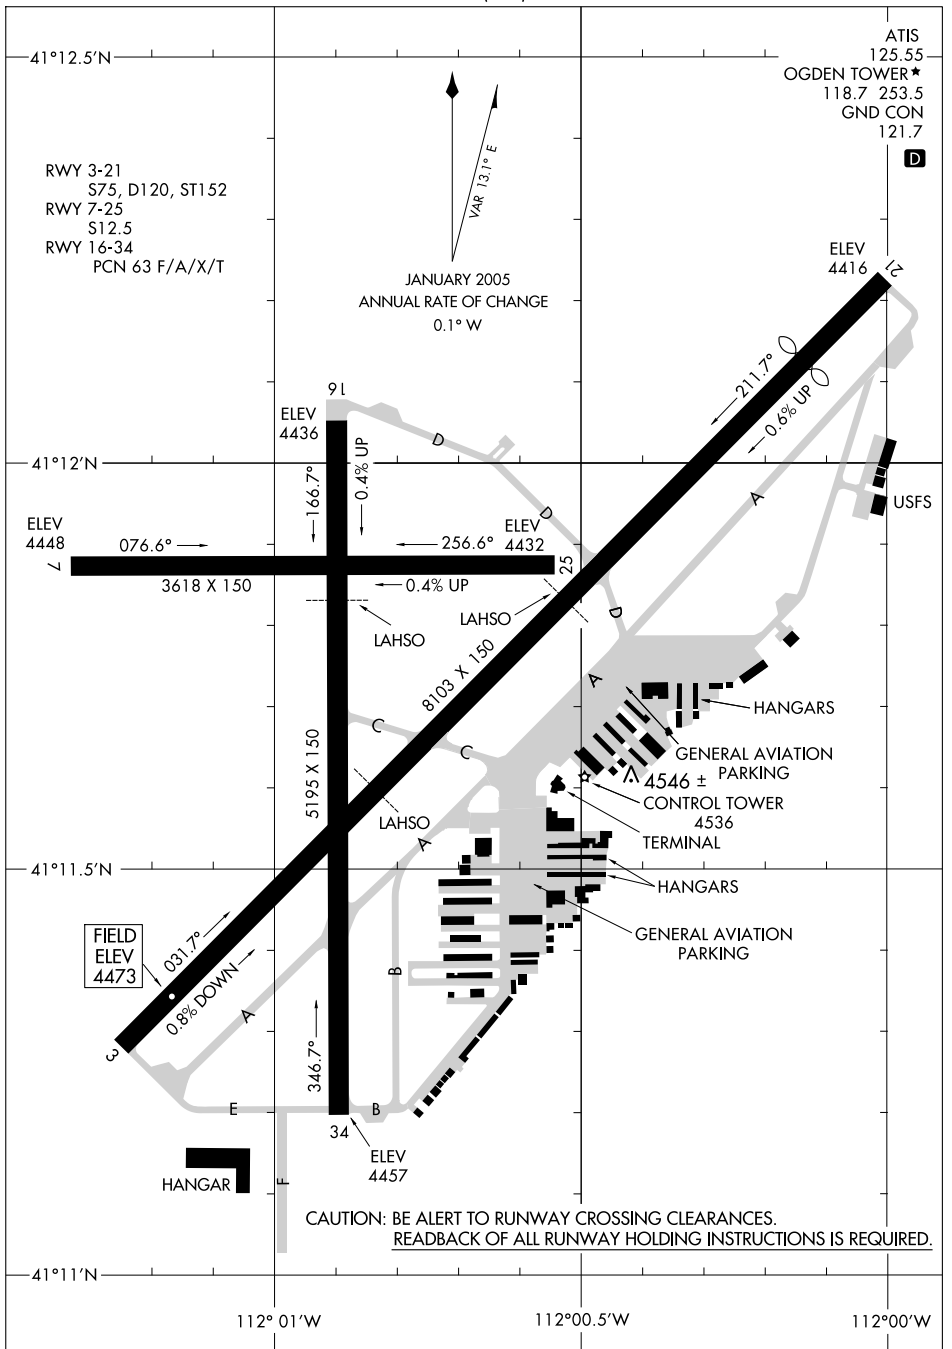 41°12.5'N
ATIS
125.55
OGDEN TOWER★
118.7 253.5
GND CON
121.7
D
VAR 13.1° E
JANUARY 2005
ANNUAL RATE OF CHANGE
0.1° W
RWY 3-21
S75, D120, ST152
RWY 7-25
S12.5
RWY 16-34
PCN 63 F/A/X/T
ELEV
4416
21
211.7°
0.6% UP
16
ELEV
4436
D
166.7°
0.4% UP
41°12'N
A
USFS
ELEV
4448
7
076.6°
256.6°
ELEV
4432
25
D
3618 X 150
0.4% UP
LAHSO
LAHSO
D
8103 X 150
A
HANGARS
C
C
GENERAL AVIATION
PARKING
5195 X 150
4546 ±
CONTROL TOWER
4536
LAHSO
TERMINAL
A
41°11.5'N
HANGARS
FIELD
ELEV
4473
031.7°
0.8% DOWN
GENERAL AVIATION
PARKING
B
A
3
346.7°
E
B
34
ELEV
4457
HANGAR
F
CAUTION: BE ALERT TO RUNWAY CROSSING CLEARANCES.
READBACK OF ALL RUNWAY HOLDING INSTRUCTIONS IS REQUIRED.
41°11'N
112° 01'W
112°00.5'W
112°00'W